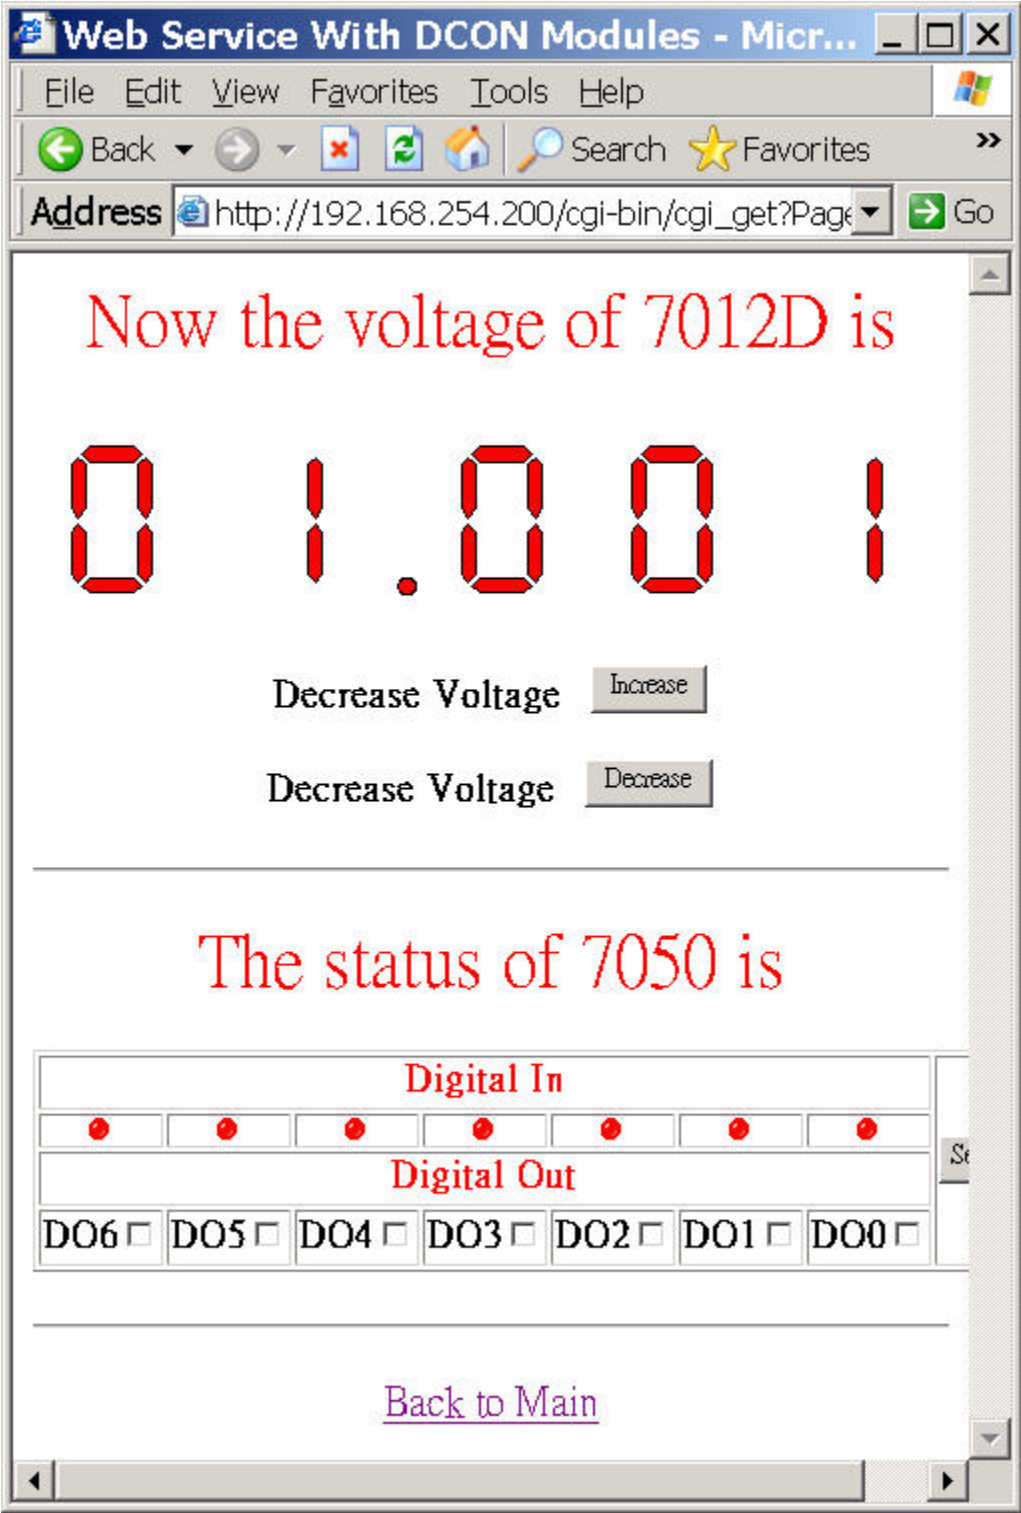 Web Service With DCON Modules - Micr...
File Edit View Favorites Tools Help
Back Search Favorites »
Address http://192.168.254.200/cgi-bin/cgi_get?Page Go
Now the voltage of 7012D is
01.001
Decrease Voltage Increase
Decrease Voltage Decrease
The status of 7050 is
Digital In
Digital Out
DO6 DO5 DO4 DO3 DO2 DO1 DO0
Back to Main